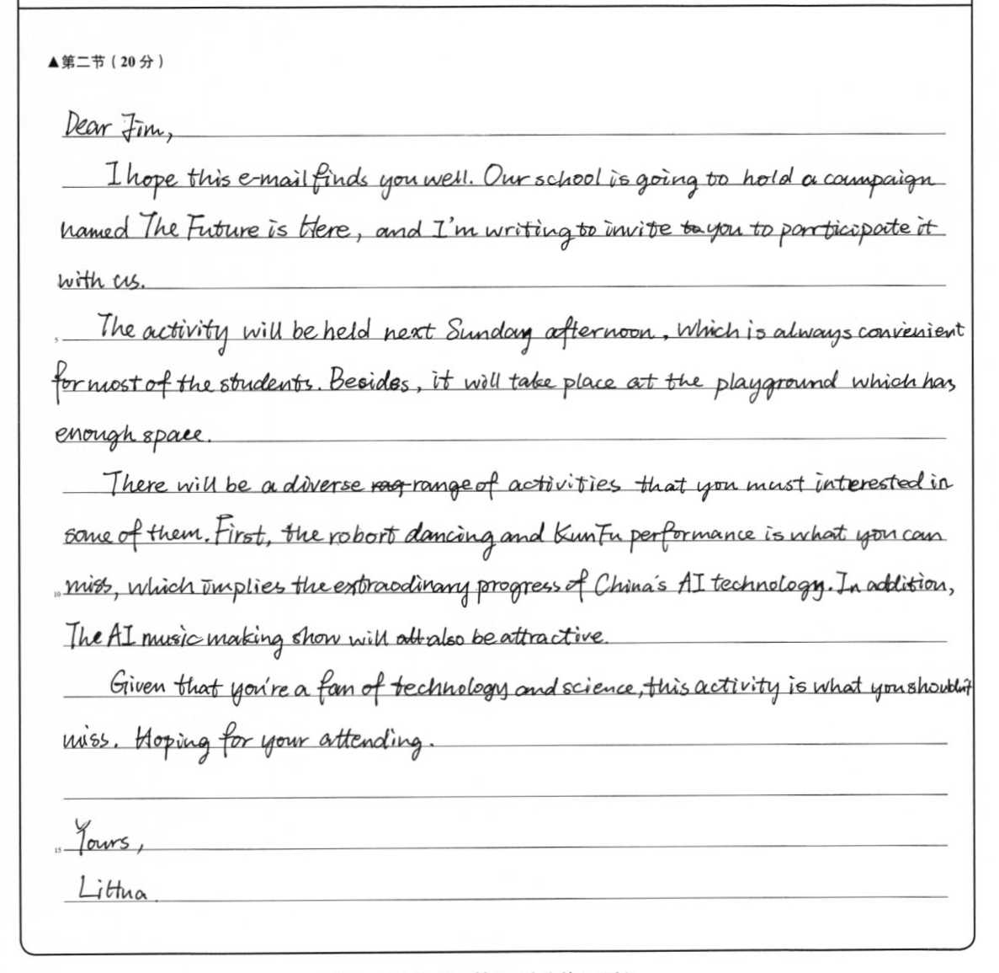 ▲第二节（20分）
Dear Jim,
I hope this e-mail finds you well. Our school is going to hold a campaign
named The Future is Here, and I'm writing to invite to you to participate it
with us.
5 The activity will be held next Sunday afternoon, which is always convenient
for most of the students. Besides, it will take place at the playground which has
enough space.
There will be a diverse range of activities that you must interested in
some of them. First, the robort dancing and KunFu performance is what you can
10 miss, which implies the extraodinary progress of China's AI technology. In addition,
The AI music making show will also be attractive.
Given that you're a fan of technology and science, this activity is what you shouldn't
miss. Hoping for your attending.
15 Yours,